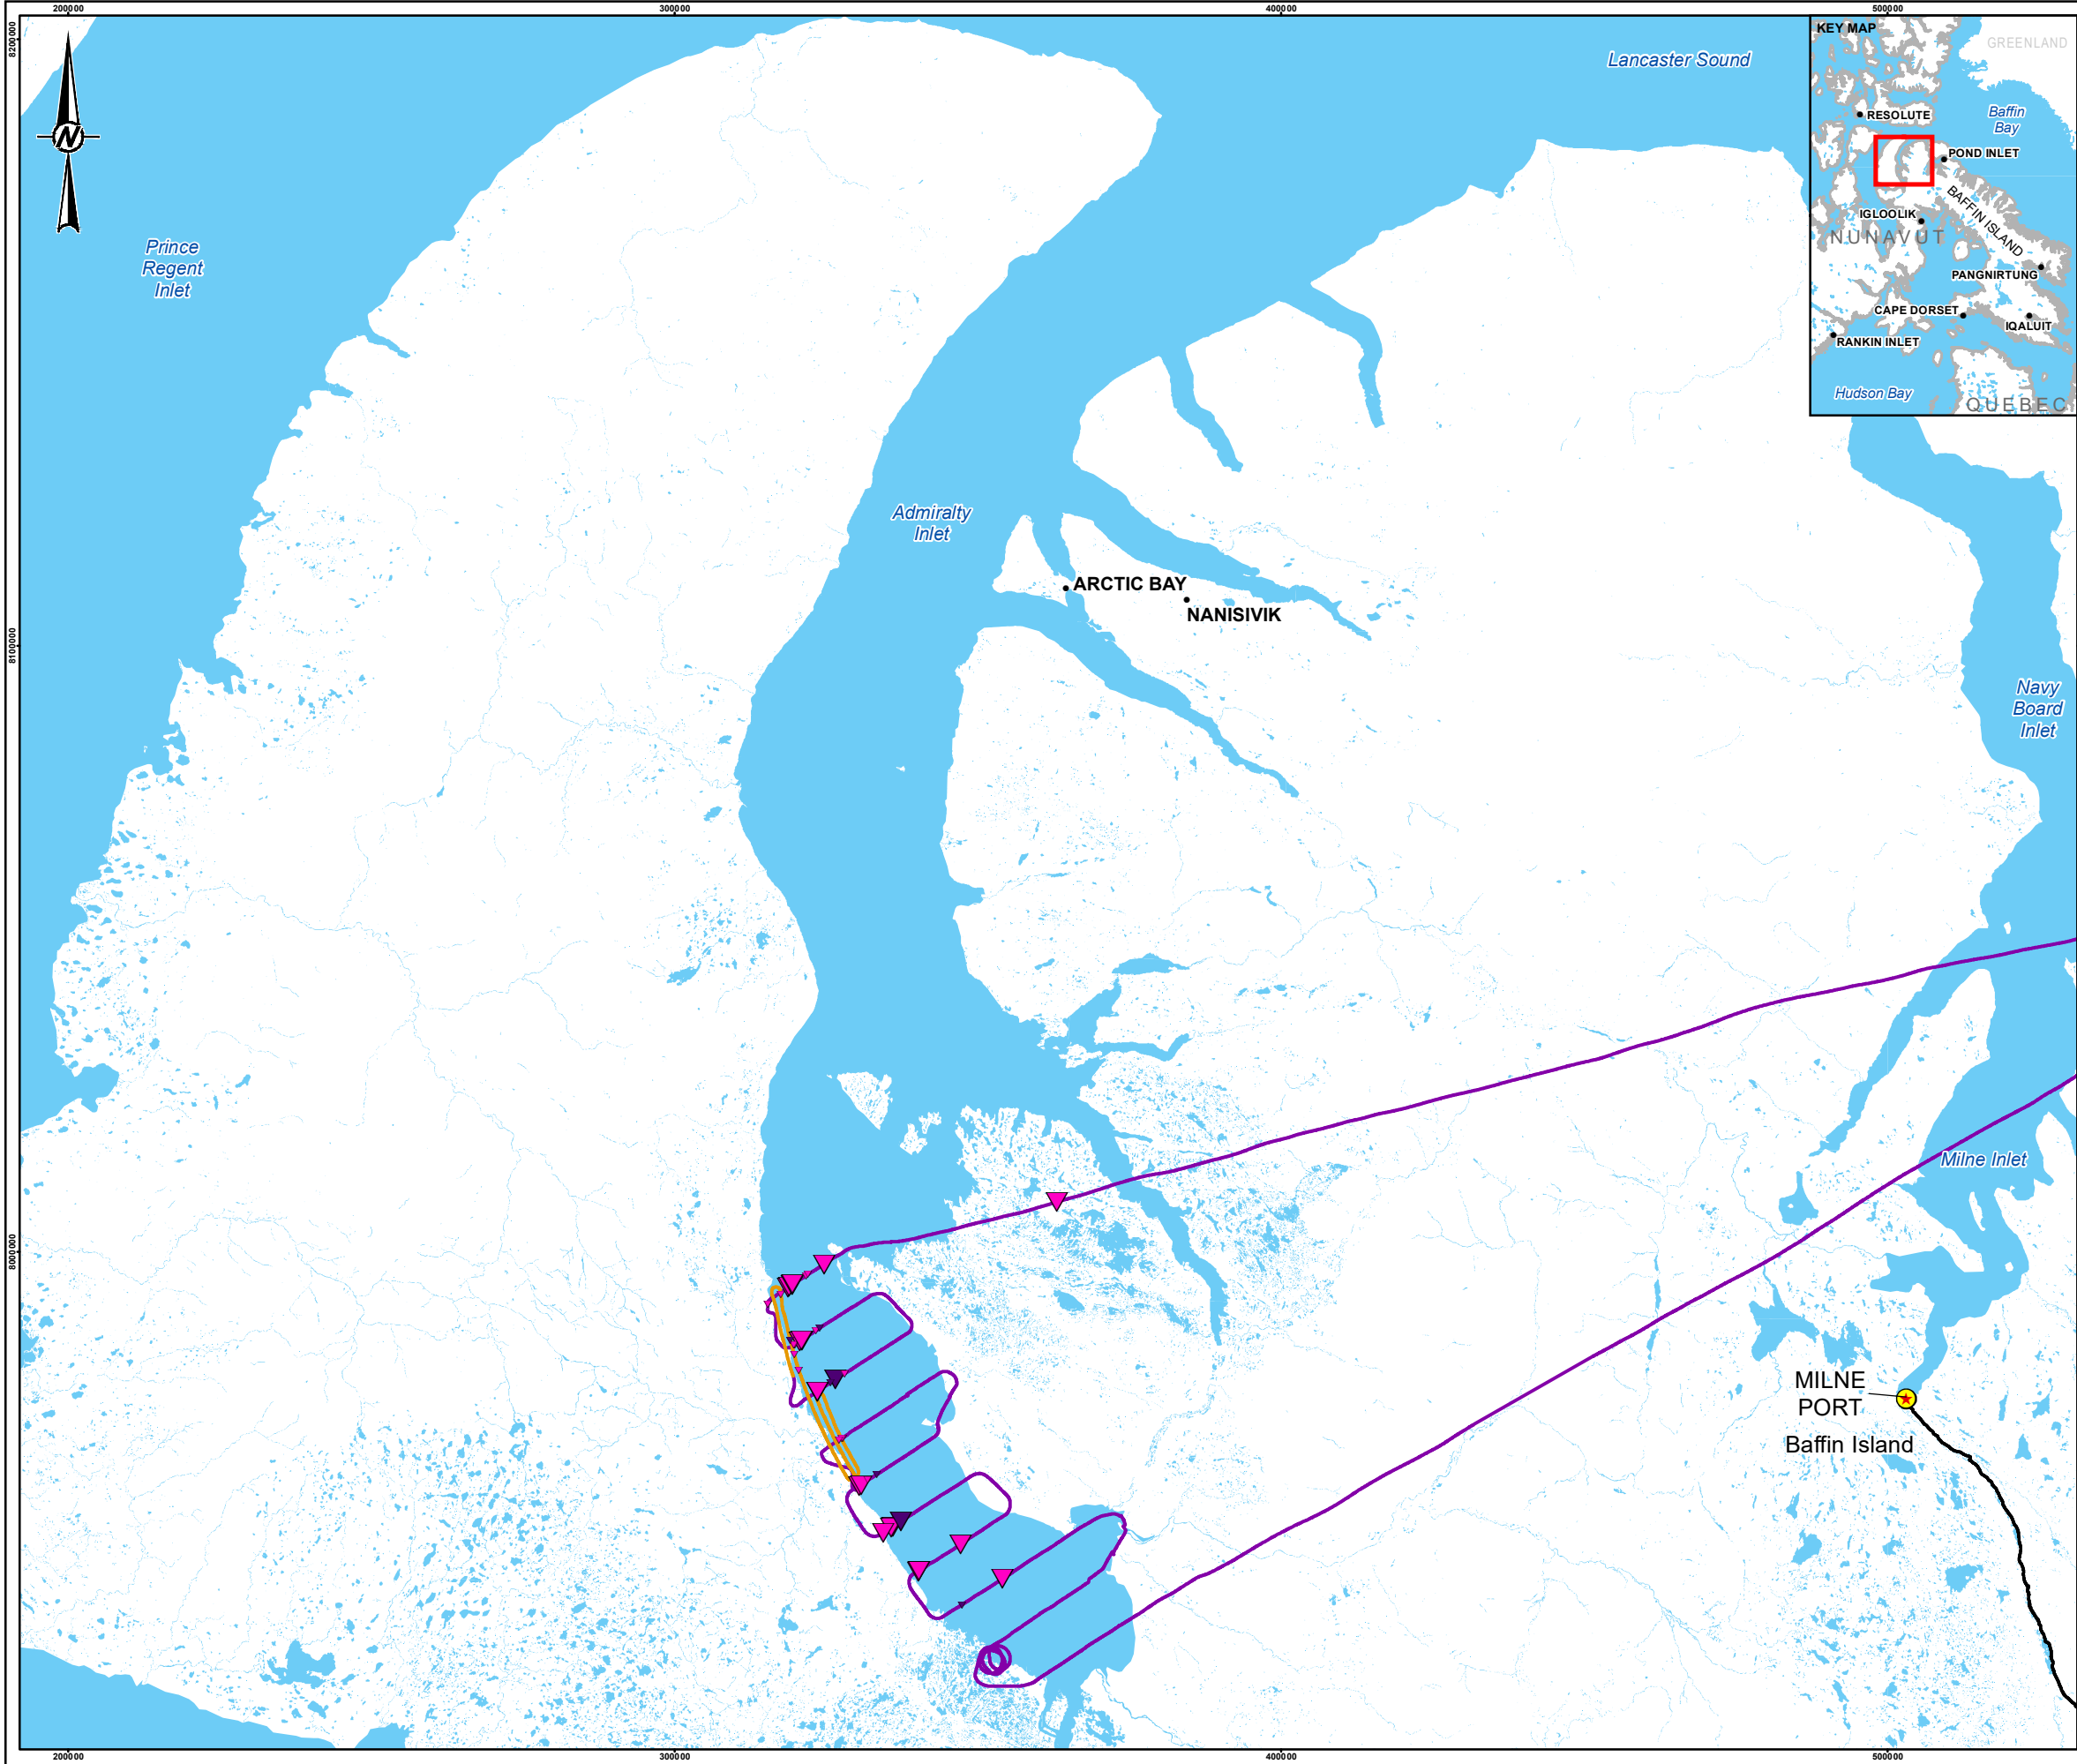 200000
300000
400000
500000
8200000
8100000
8000000
N
Lancaster Sound
Prince
Regent
Inlet
Admiralty
Inlet
ARCTIC BAY
NANISIVIK
Navy
Board
Inlet
Milne Inlet
MILNE
PORT
Baffin Island
KEY MAP
GREENLAND
Baffin
Bay
RESOLUTE
POND INLET
BAFFIN ISLAND
IGLOOLIK
NUNAVUT
PANGNIRTUNG
CAPE DORSET
IQALUIT
RANKIN INLET
Hudson Bay
QUEBEC
200000
300000
400000
500000